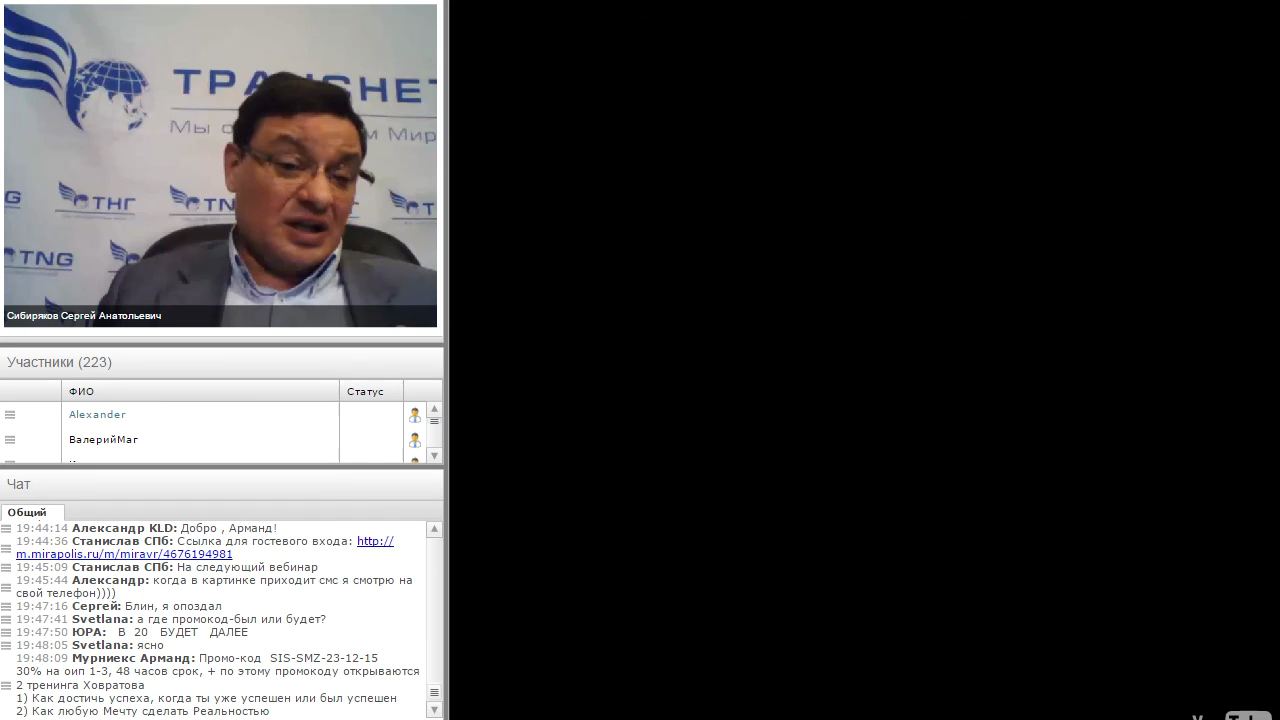 ТРАНСНЕТ
Мы
м Мир
G
ТНГ
TN
T
TNG
TNG
Сибиряков Сергей Анатольевич
Участники (223)
ФИО Статус
Alexander
ВалерийМаг
Чат
Общий
19:44:14 Александр KLD: Добро , Арманд!
19:44:36 Станислав СПб: Ссылка для гостевого входа: http://
m.mirapolis.ru/m/miravr/4676194981
19:45:09 Станислав СПб: На следующий вебинар
19:45:44 Александр: когда в картинке приходит смс я смотрю на
свой телефон))))
19:47:16 Сергей: Блин, я опоздал
19:47:41 Svetlana: а где промокод-был или будет?
19:47:50 ЮРА: В 20 БУДЕТ ДАЛЕЕ
19:48:05 Svetlana: ясно
19:48:09 Мурниекс Арманд: Промо-код SIS-SMZ-23-12-15
30% на оип 1-3, 48 часов срок, + по этому промокоду открываются
2 тренинга Ховратова
1) Как достичь успеха, когда ты уже успешен или был успешен
2) Как любую Мечту сделать Реальностью